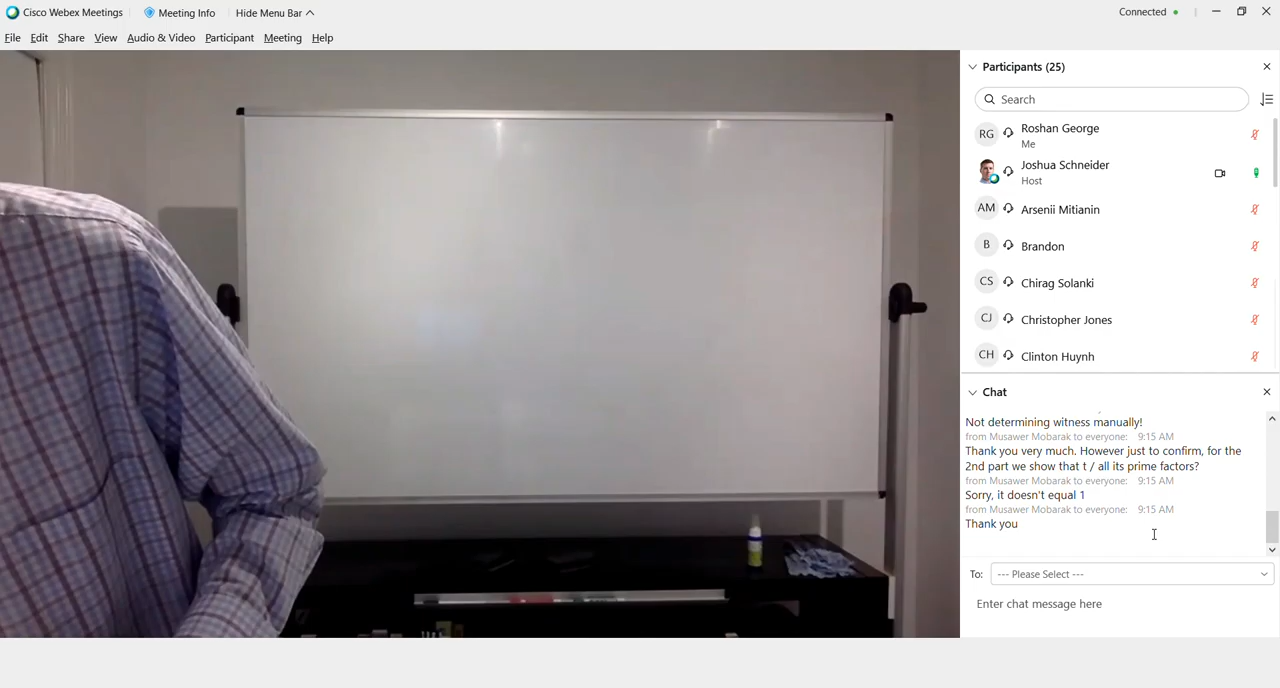 Cisco Webex Meetings
Meeting Info
Hide Menu Bar
Connected
File Edit Share View Audio & Video Participant Meeting Help
Participants (25)
Search
RG
Roshan George
Me
Joshua Schneider
Host
AM
Arsenii Mitianin
B
Brandon
CS
Chirag Solanki
CJ
Christopher Jones
CH
Clinton Huynh
Chat
Not determining witness manually!
from Musawer Mobarak to everyone: 9:15 AM
Thank you very much. However just to confirm, for the
2nd part we show that t / all its prime factors?
from Musawer Mobarak to everyone: 9:15 AM
Sorry, it doesn't equal 1
from Musawer Mobarak to everyone: 9:15 AM
Thank you
To: --- Please Select ---
Enter chat message here